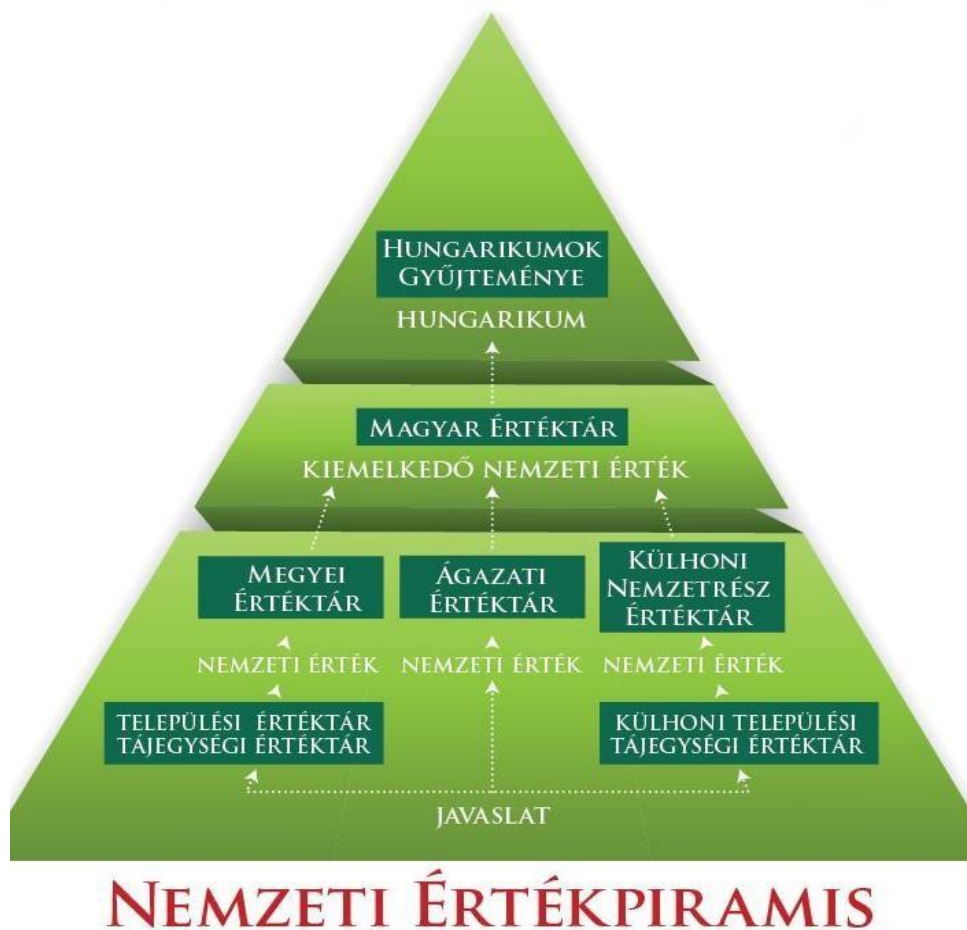 HUNGARIKUMOK
GYŰJTEMÉNYE
HUNGARIKUM
MAGYAR ÉRTÉKTÁR
KIEMELKEDŐ NEMZETI ÉRTÉK
MEGYEI
ÉRTÉKTÁR
ÁGAZATI
ÉRTÉKTÁR
KÜLHONI
NEMZETRÉSZ
ÉRTÉKTÁR
NEMZETI ÉRTÉK
NEMZETI ÉRTÉK
NEMZETI ÉRTÉK
TELEPÜLÉSI ÉRTÉKTÁR
TÁJEGYSÉGI ÉRTÉKTÁR
KÜLHONI TELEPÜLÉSI
TÁJEGYSÉGI ÉRTÉKTÁR
JAVASLAT
NEMZETI ÉRTÉKPIRAMIS